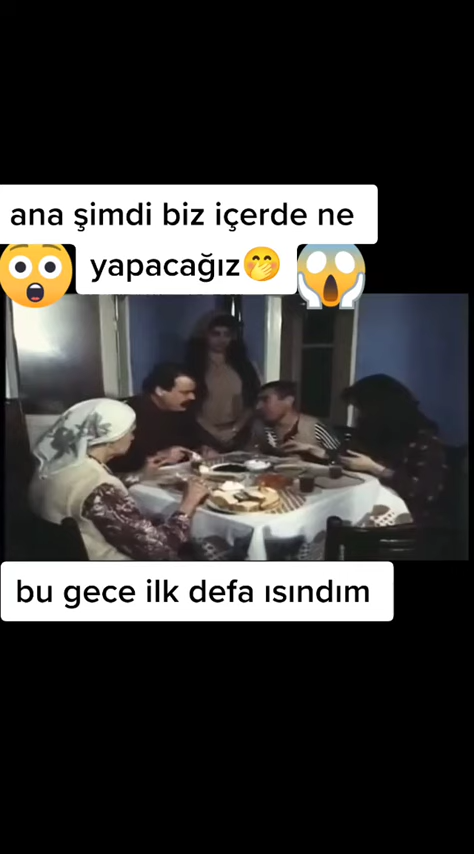 ana şimdi biz içerde ne
yapacağız🤭
bu gece ilk defa ısındım